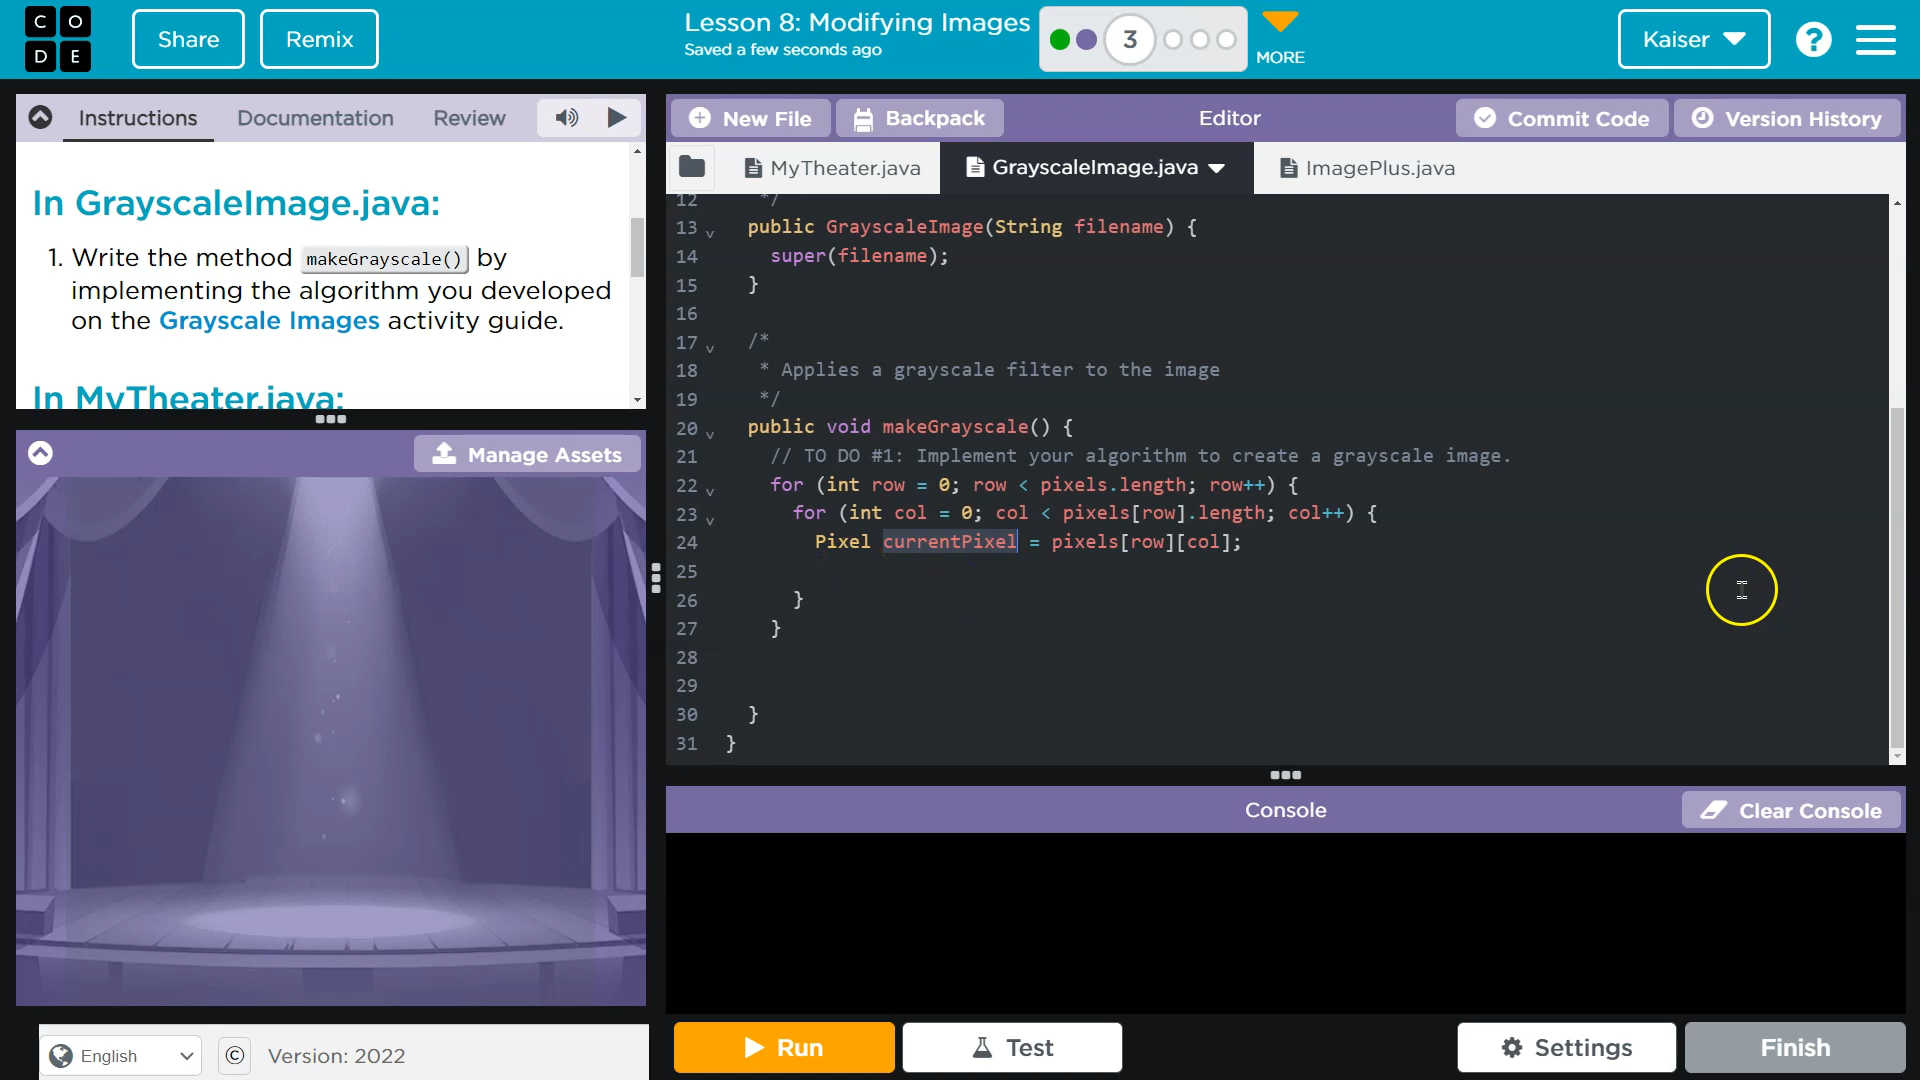 CODE
Share
Remix
Lesson 8: Modifying Images
Saved a few seconds ago
3
MORE
Kaiser
?
Instructions
Documentation
Review
In GrayscaleImage.java:
1. Write the method makeGrayscale() by
implementing the algorithm you developed
on the Grayscale Images activity guide.
In MyTheater.java:
Manage Assets
English
©
Version: 2022
New File
Backpack
Editor
Commit Code
Version History
MyTheater.java
GrayscaleImage.java
ImagePlus.java
12 */
13 public GrayscaleImage(String filename) {
14 super(filename);
15 }
16
17 /*
18 * Applies a grayscale filter to the image
19 */
20 public void makeGrayscale() {
21 // TO DO #1: Implement your algorithm to create a grayscale image.
22 for (int row = 0; row < pixels.length; row++) {
23 for (int col = 0; col < pixels[row].length; col++) {
24 Pixel currentPixel = pixels[row][col];
25
26 }
27 }
28
29
30 }
31 }
Console
Clear Console
Run
Test
Settings
Finish